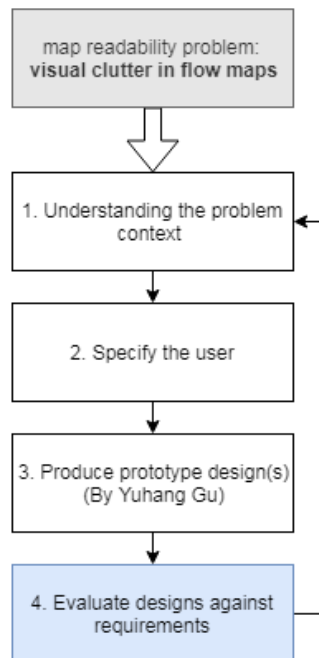 map readability problem:
visual clutter in flow maps
1. Understanding the problem
context
2. Specify the user
3. Produce prototype design(s)
(By Yuhang Gu)
4. Evaluate designs against
requirements